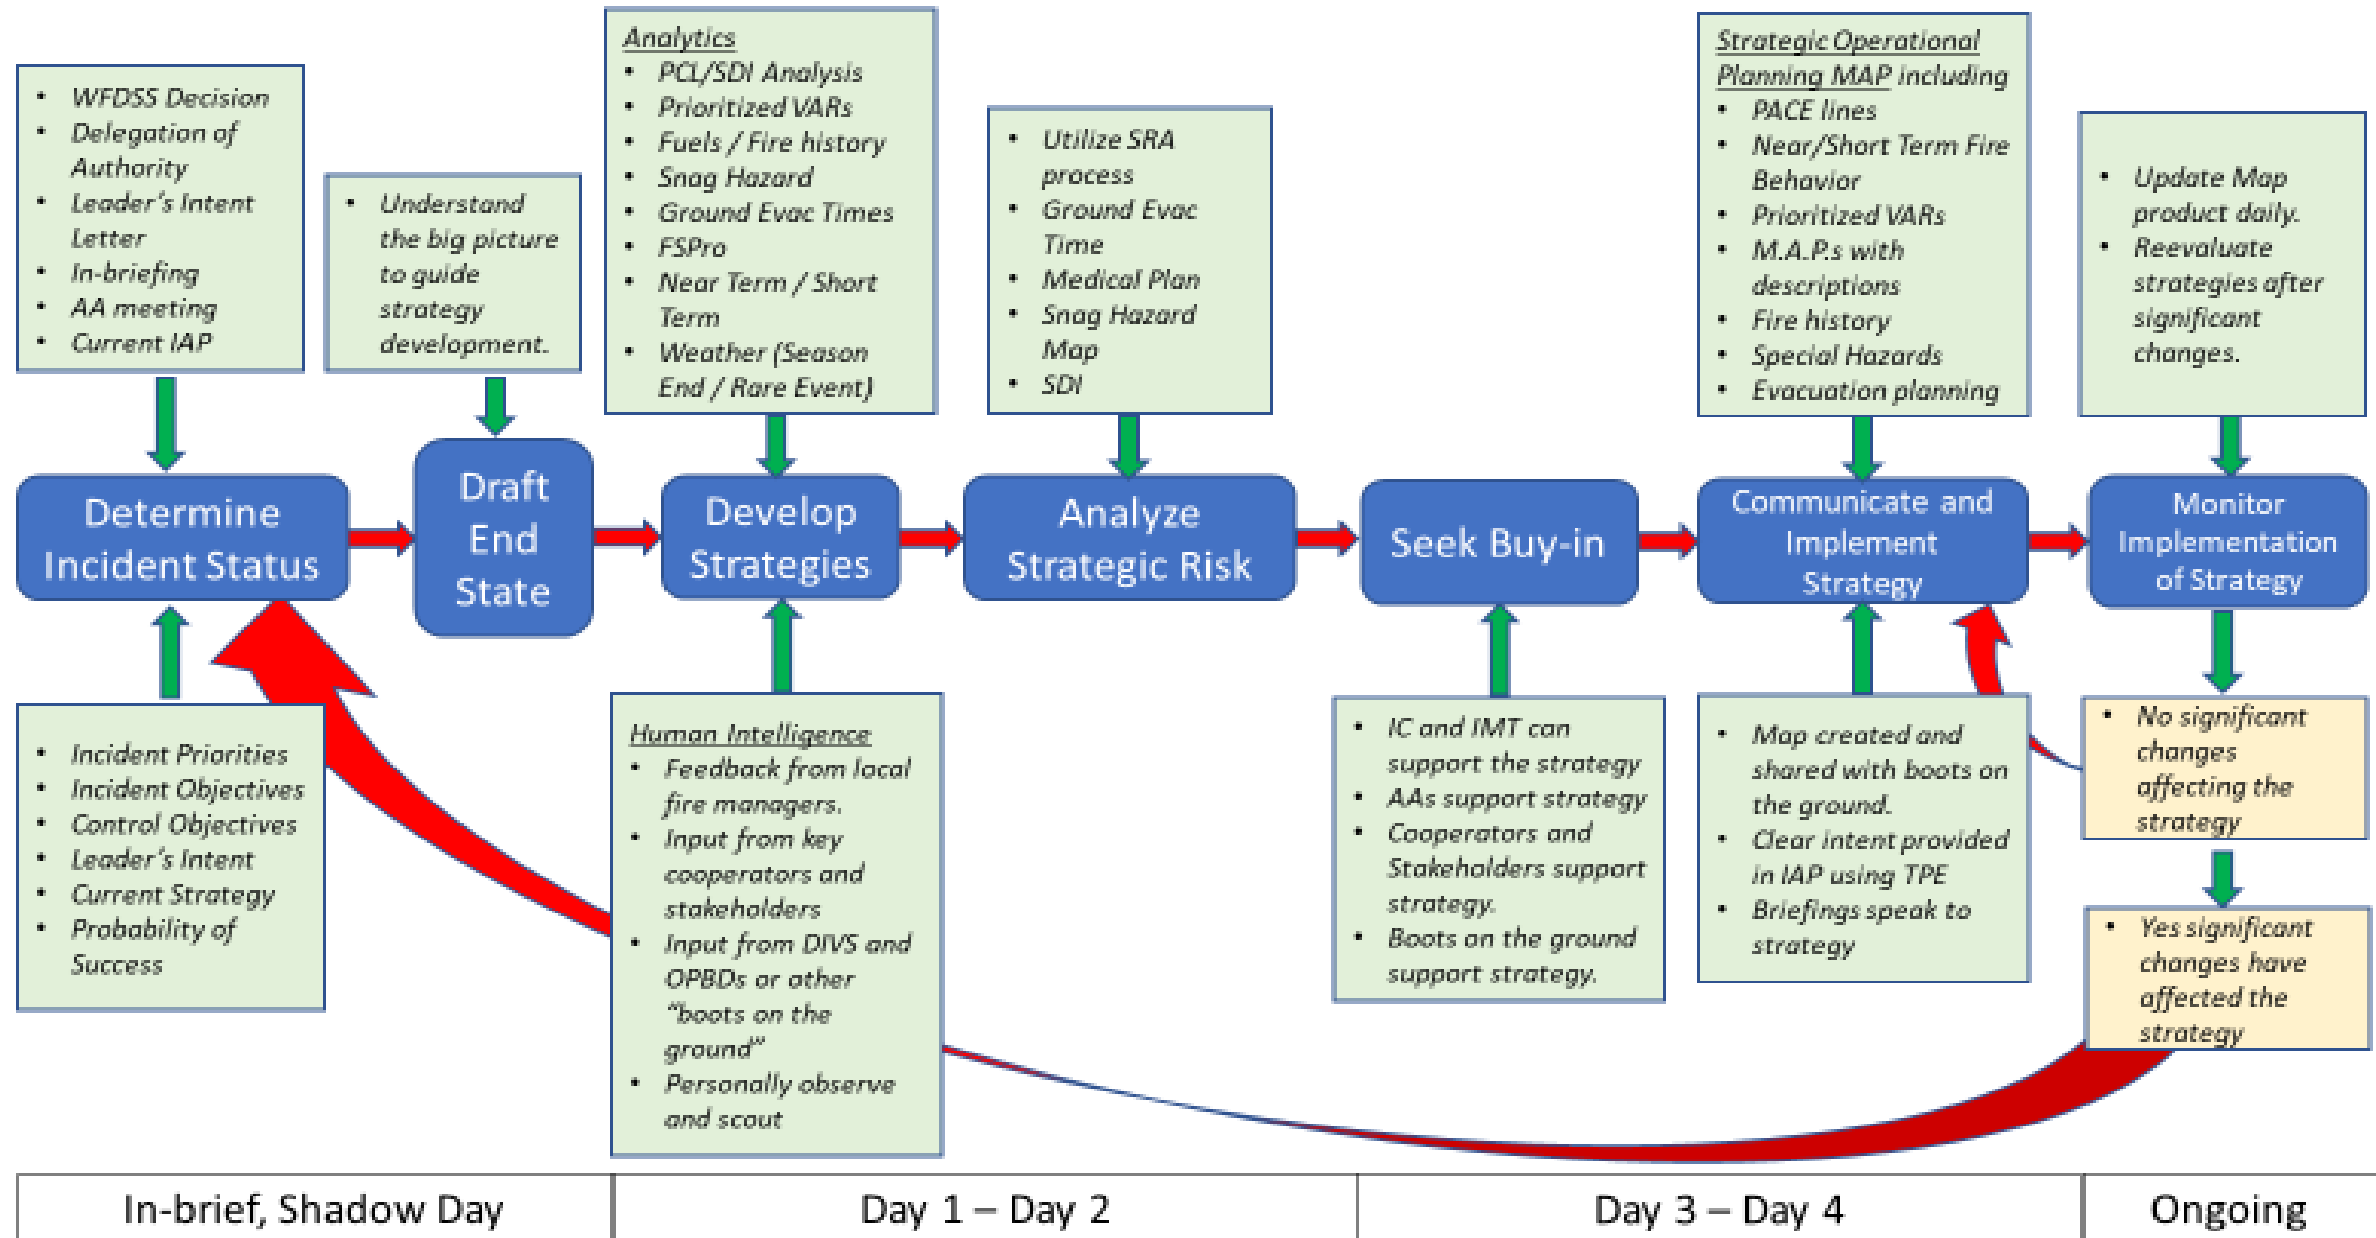 • WFDSS Decision
• Delegation of
Authority
• Leader's Intent
Letter
• In-briefing
• AA meeting
• Current IAP
• Understand
the big picture
to guide
strategy
development.
Analytics
• PCL/SDI Analysis
• Prioritized VARs
• Fuels / Fire history
• Snag Hazard
• Ground Evac Times
• FSPro
• Near Term / Short
Term
• Weather (Season
End / Rare Event)
• Utilize SRA
process
• Ground Evac
Time
• Medical Plan
• Snag Hazard
Map
• SDI
Strategic Operational
Planning MAP including
• PACE lines
• Near/Short Term Fire
Behavior
• Prioritized VARs
• M.A.P.s with
descriptions
• Fire history
• Special Hazards
• Evacuation planning
• Update Map
product daily.
• Reevaluate
strategies after
significant
changes.
Determine
Incident Status
Draft
End
State
Develop
Strategies
Analyze
Strategic Risk
Seek Buy-in
Communicate and
Implement
Strategy
Monitor
Implementation
of Strategy
• Incident Priorities
• Incident Objectives
• Control Objectives
• Leader's Intent
• Current Strategy
• Probability of
Success
Human Intelligence
• Feedback from local
fire managers.
• Input from key
cooperators and
stakeholders
• Input from DIVS and
OPBDs or other
"boots on the
ground"
• Personally observe
and scout
• IC and IMT can
support the strategy
• AAs support strategy
• Cooperators and
Stakeholders support
strategy.
• Boots on the ground
support strategy.
• Map created and
shared with boots on
the ground.
• Clear intent provided
in IAP using TPE
• Briefings speak to
strategy
• No significant
changes
affecting the
strategy
• Yes significant
changes have
affected the
strategy
In-brief, Shadow Day
Day 1 – Day 2
Day 3 – Day 4
Ongoing